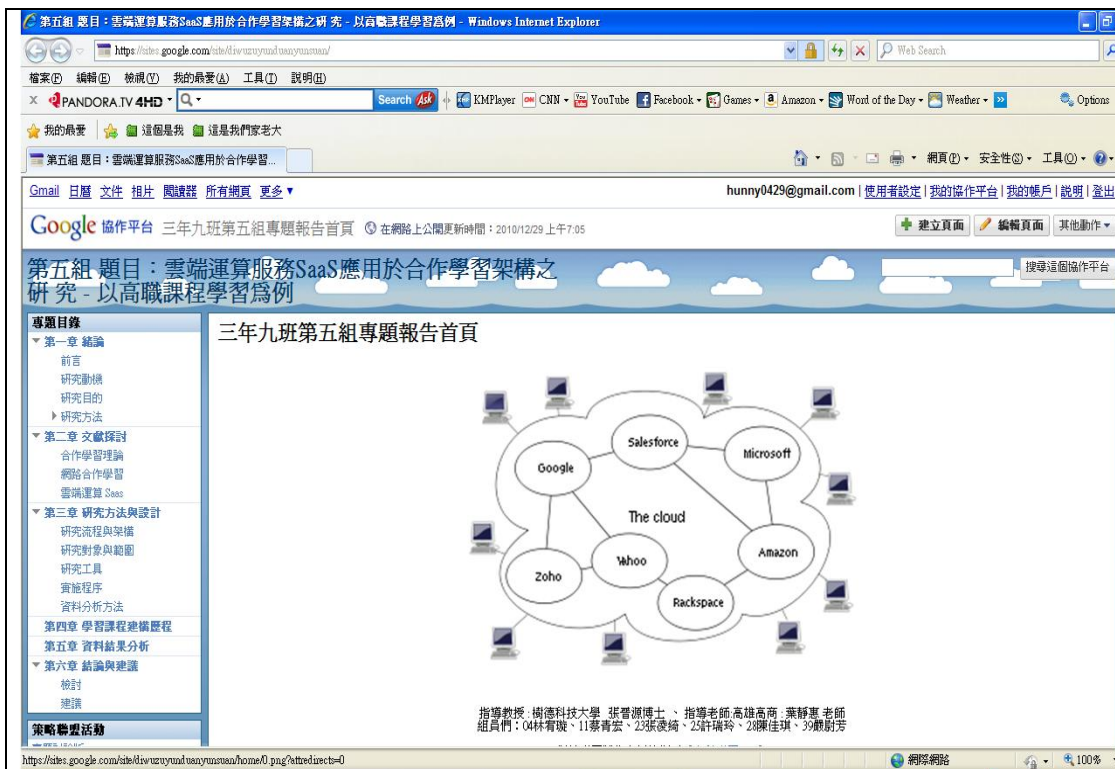 第五組 題目：雲端運算服務SaaS應用於合作學習架構之研 究 - 以高職課程學習為例 - Windows Internet Explorer
https://sites.google.com/site/diwuzuyunduanyunsuan/
Web Search
檔案(F) 編輯(E) 檢視(V) 我的最愛(A) 工具(T) 說明(H)
X PANDORA.TV 4HD Search Ask KMPlayer CNN YouTube Facebook Games Amazon Word of the Day Weather Options
我的最愛 這個是我 這是我們家老大
第五組 題目：雲端運算服務SaaS應用於合作學習... 網頁(P) 安全性(S) 工具(O)
Gmail 日曆 文件 相片 閱讀器 所有網頁 更多 ▼ hunny0429@gmail.com | 使用者設定 | 我的協作平台 | 我的帳戶 | 說明 | 登出
Google 協作平台 三年九班第五組專題報告首頁 在網路上公開更新時間：2010/12/29 上午7:05 建立頁面 編輯頁面 其他動作
第五組 題目：雲端運算服務SaaS應用於合作學習架構之
研 究 - 以高職課程學習為例
搜尋這個協作平台
專題目錄
第一章 緒論
前言
研究動機
研究目的
研究方法
第二章 文獻探討
合作學習理論
網路合作學習
雲端運算 Saas
第三章 研究方法與設計
研究流程與架構
研究對象與範圍
研究工具
實施程序
資料分析方法
第四章 學習課程建構歷程
第五章 資料結果分析
第六章 結論與建議
檢討
建議
策略聯盟活動
三年九班第五組專題報告首頁
Salesforce
Google
Microsoft
The cloud
Zoho
Yahoo
Amazon
Rackspace
指導教授 : 樹德科技大學 張晉源博士 、 指導老師:高雄高商 : 葉靜惠 老師
組員們 : 04林宥璇、11蔡青宏、23張凌綺、25許瑞玲、28陳佳琪、39嚴尉芳
https://sites.google.com/site/diwuzuyunduanyunsuan/home/0.png?attredirects=0
網際網路 100%